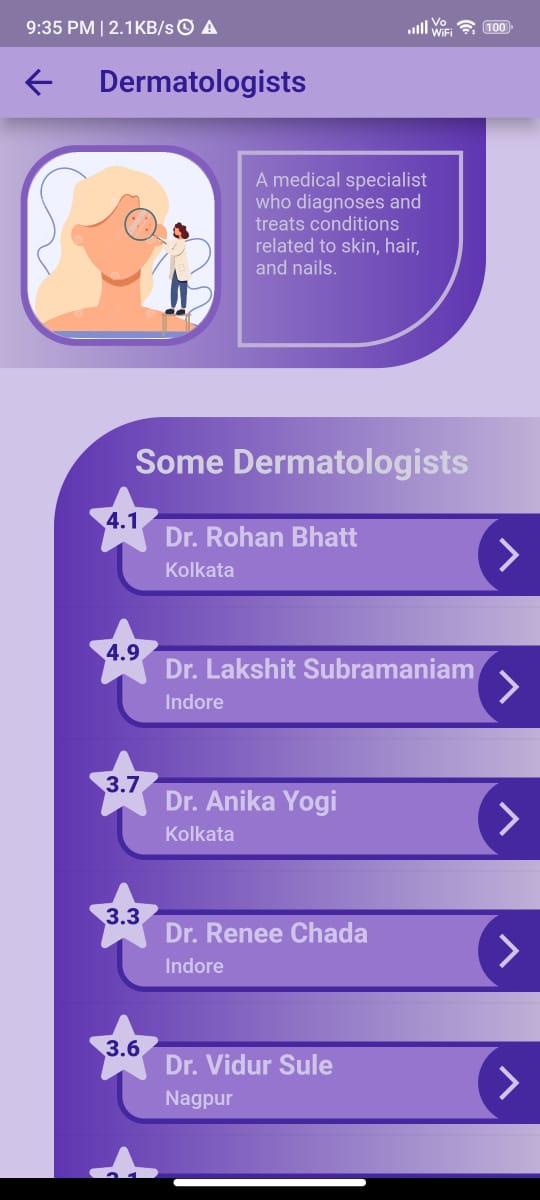 9:35 PM | 2.1KB/s
Vo
WiFi
100
Dermatologists
A medical specialist
who diagnoses and
treats conditions
related to skin, hair,
and nails.
Some Dermatologists
4.1
Dr. Rohan Bhatt
Kolkata
4.9
Dr. Lakshit Subramaniam
Indore
3.7
Dr. Anika Yogi
Kolkata
3.3
Dr. Renee Chada
Indore
3.6
Dr. Vidur Sule
Nagpur